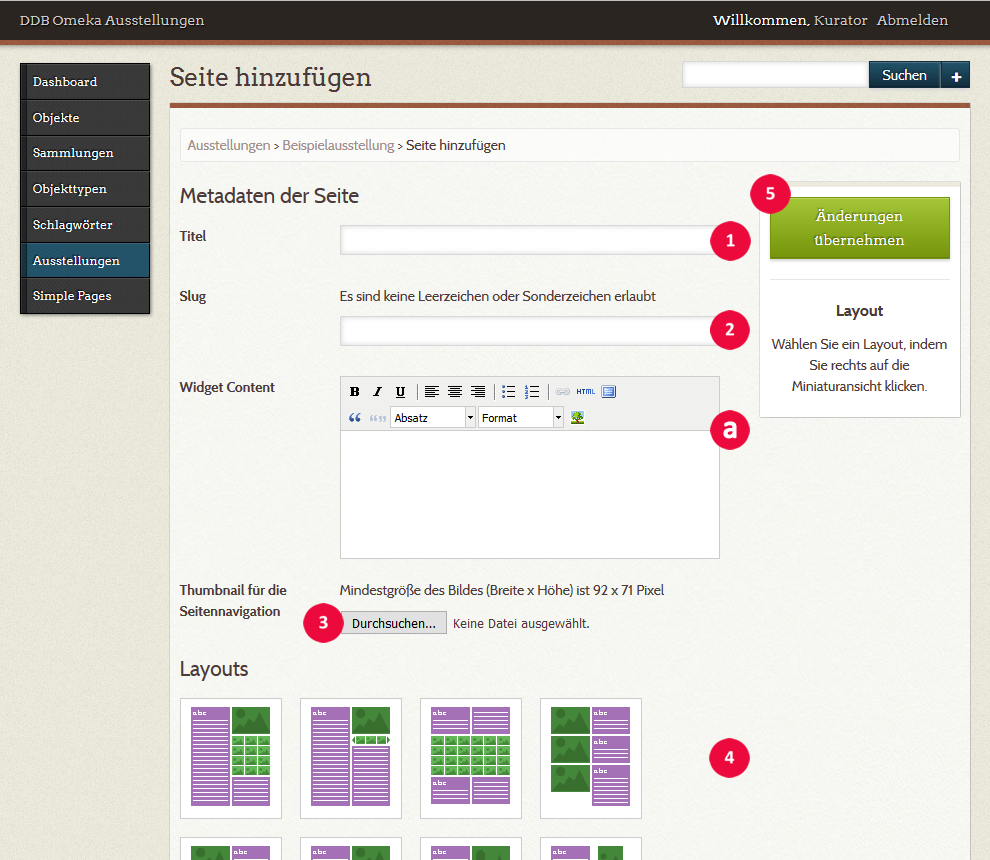 DDB Omeka Ausstellungen
Willkommen, Kurator Abmelden
Dashboard
Objekte
Sammlungen
Objekttypen
Schlagwörter
Ausstellungen
Simple Pages
Seite hinzufügen
Suchen +
Ausstellungen > Beispielausstellung > Seite hinzufügen
Metadaten der Seite
Titel
1
Slug
Es sind keine Leerzeichen oder Sonderzeichen erlaubt
2
Widget Content
B I U HTML
“ ” Absatz Format
a
Thumbnail für die
Seitennavigation
Mindestgröße des Bildes (Breite x Höhe) ist 92 x 71 Pixel
3
Durchsuchen... Keine Datei ausgewählt.
Layouts
abc
abc
abc
abc
abc
abc
abc
4
abc
abc
abc
abc
5
Änderungen
übernehmen
Layout
Wählen Sie ein Layout, indem
Sie rechts auf die
Miniaturansicht klicken.